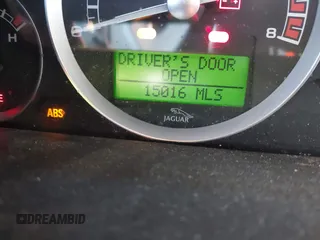 H
8
DRIVER'S DOOR
OPEN
15016 MLS
ABS
JAGUAR
DREAMBID